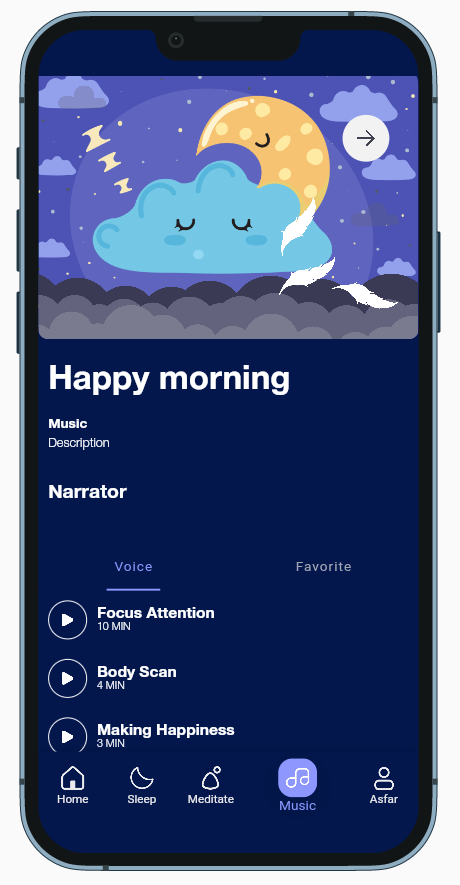 Happy morning
Music
Description
Narrator
Voice
Favorite
Focus Attention
10 MIN
Body Scan
4 MIN
Making Happiness
3 MIN
Home
Sleep
Meditate
Music
Asfar